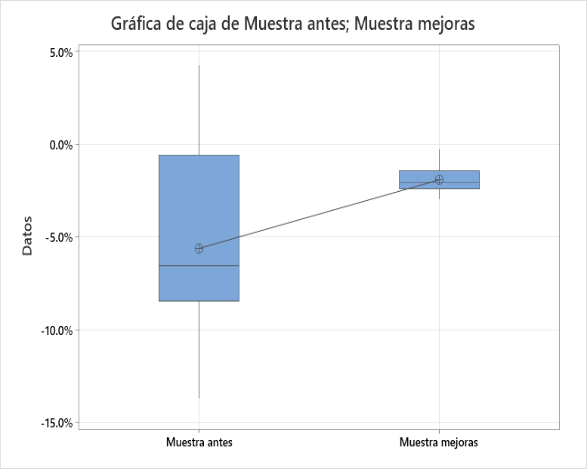 Gráfica de caja de Muestra antes; Muestra mejoras
5.0%
0.0%
-5.0%
-10.0%
-15.0%
Datos
Muestra antes
Muestra mejoras